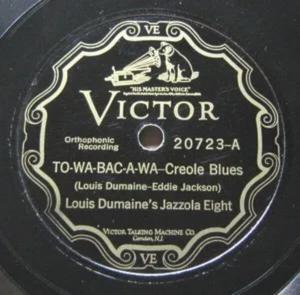 VE
"HIS MASTER'S VOICE"
VICTOR
Orthophonic
Recording
20723-A
TO-WA-BAC-A-WA–Creole Blues
(Louis Dumaine–Eddie Jackson)
Louis Dumaine's Jazzola Eight
VICTOR TALKING MACHINE CO.
Camden, N.J.
VE